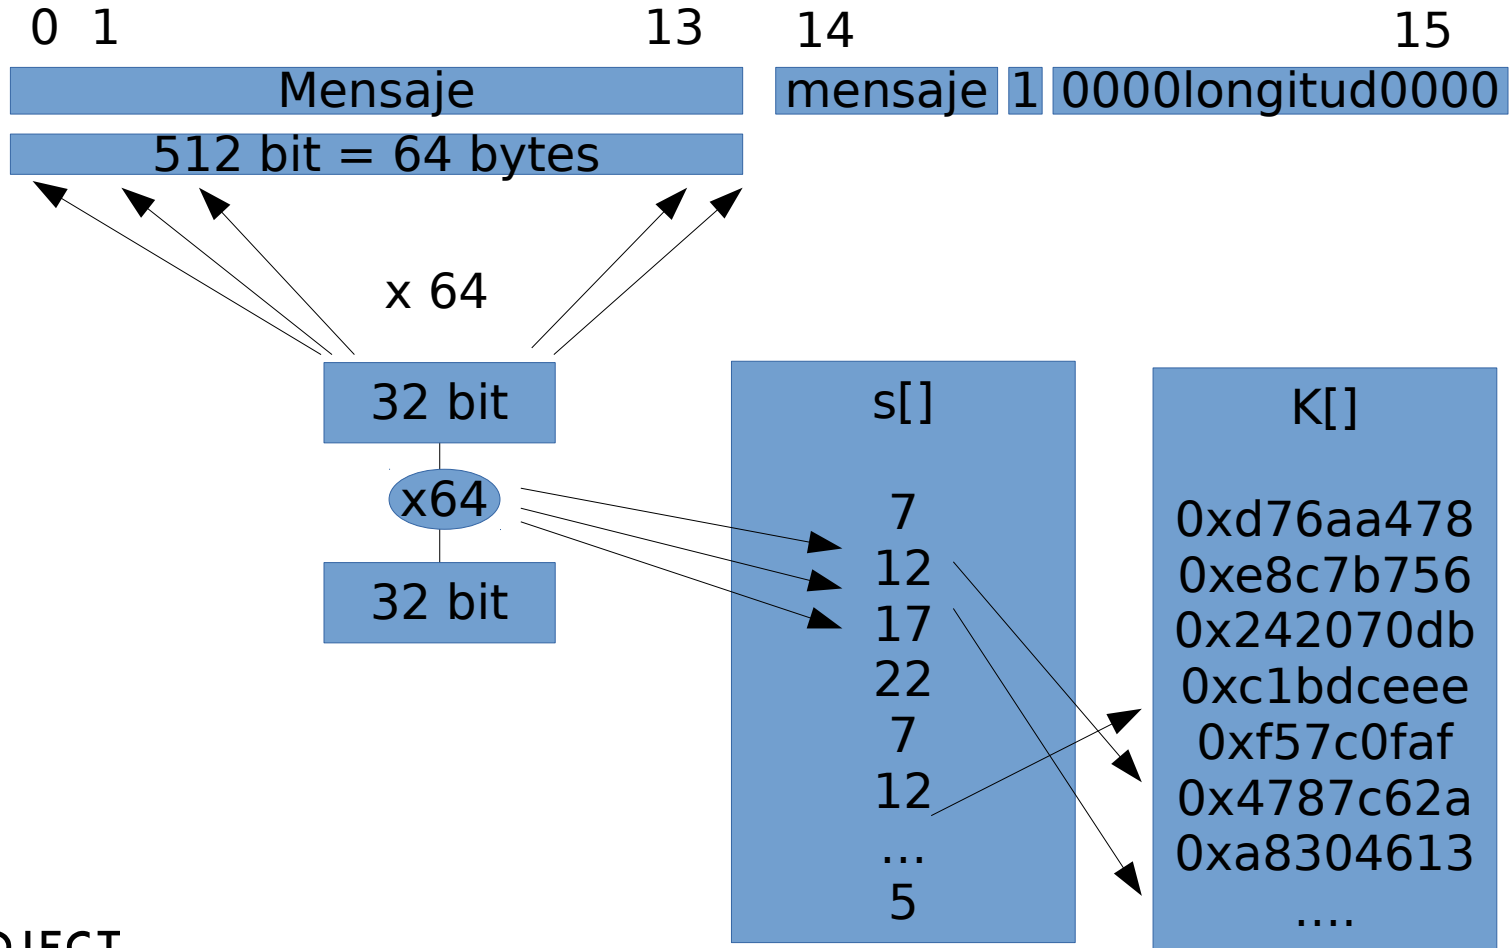 0 1 13 14 15
Mensaje mensaje 1 0000longitud0000
512 bit = 64 bytes
x 64
32 bit
x64
32 bit
s[]
7
12
17
22
7
12
...
5
K[]
0xd76aa478
0xe8c7b756
0x242070db
0xc1bdceee
0xf57c0faf
0x4787c62a
0xa8304613
....